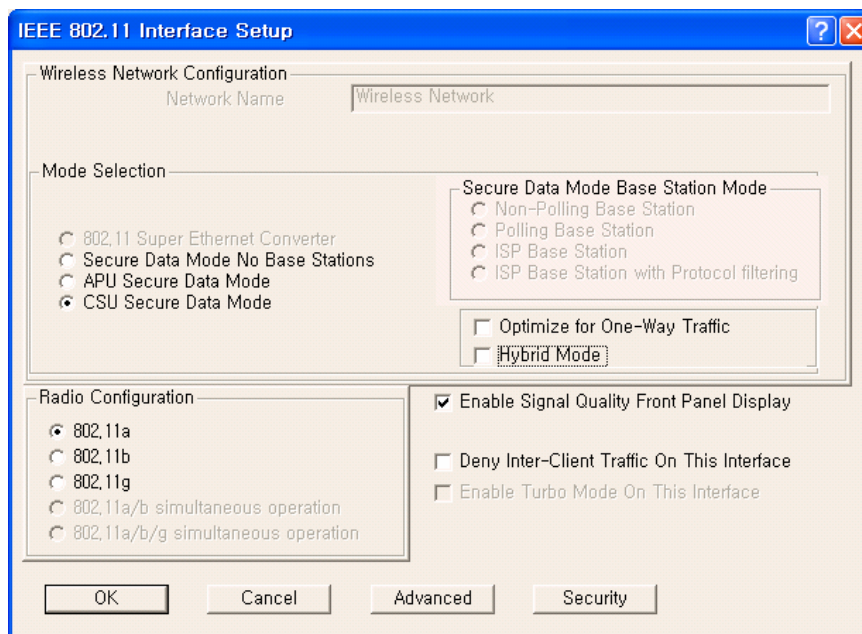 IEEE 802.11 Interface Setup
Wireless Network Configuration
Network Name
Wireless Network
Mode Selection
802.11 Super Ethernet Converter
Secure Data Mode No Base Stations
APU Secure Data Mode
CSU Secure Data Mode
Secure Data Mode Base Station Mode
Non-Polling Base Station
Polling Base Station
ISP Base Station
ISP Base Station with Protocol filtering
Optimize for One-Way Traffic
Hybrid Mode
Radio Configuration
802.11a
802.11b
802.11g
802.11a/b simultaneous operation
802.11a/b/g simultaneous operation
Enable Signal Quality Front Panel Display
Deny Inter-Client Traffic On This Interface
Enable Turbo Mode On This Interface
OK Cancel Advanced Security